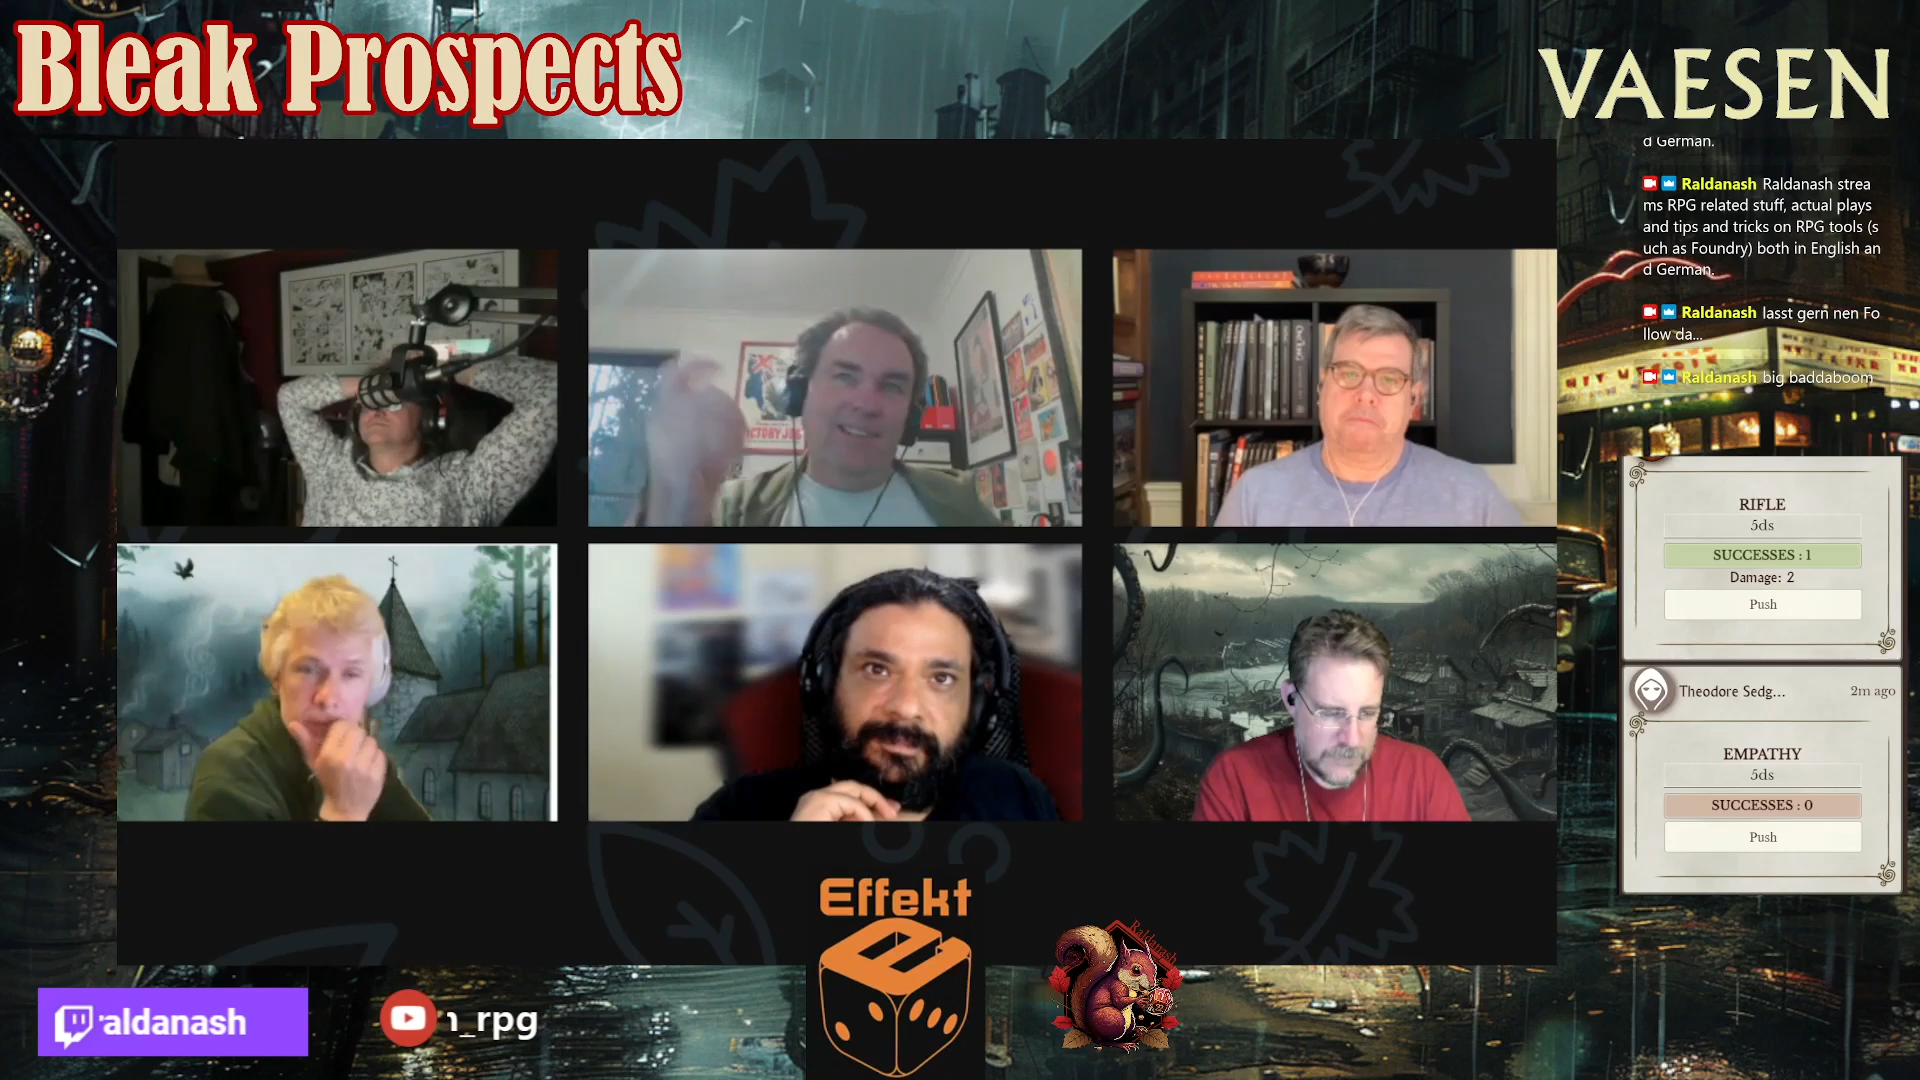 Bleak Prospects
VAESEN
d German.
Raldanash Raldanash strea
ms RPG related stuff, actual plays
and tips and tricks on RPG tools (s
uch as Foundry) both in English an
d German.
Raldanash lasst gern nen Fo
llow da...
Raldanash big baddaboom
RIFLE
5ds
SUCCESSES : 1
Damage: 2
Push
Theodore Sedg...
2m ago
EMPATHY
5ds
SUCCESSES : 0
Push
Effekt
Raldanash
aldanash
_rpg